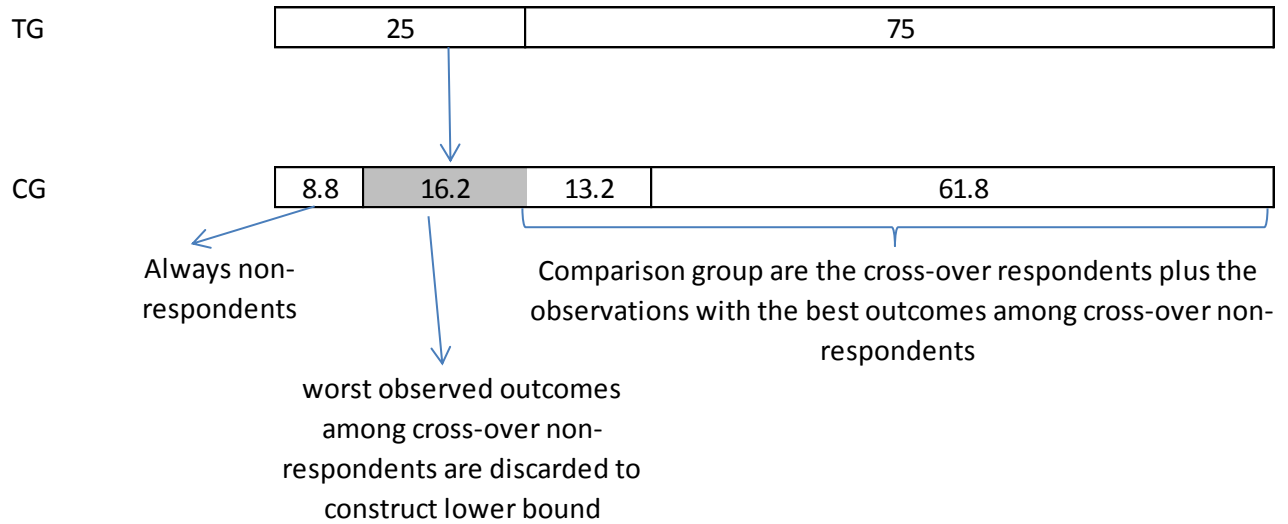 TG 25 75
CG 8.8 16.2 13.2 61.8
Always non-
respondents
Comparison group are the cross-over respondents plus the
observations with the best outcomes among cross-over non-
respondents
worst observed outcomes
among cross-over non-
respondents are discarded to
construct lower bound